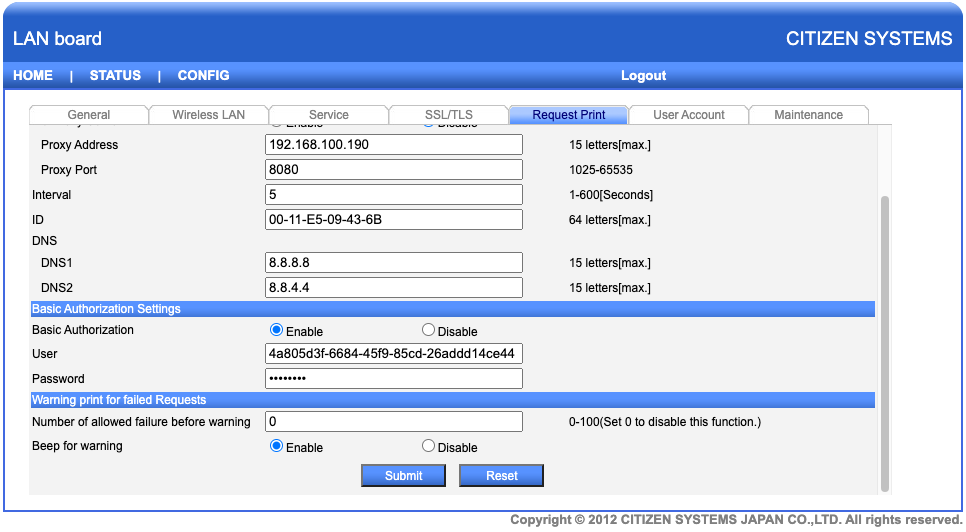 LAN board CITIZEN SYSTEMS
HOME | STATUS | CONFIG Logout
General Wireless LAN Service SSL/TLS Request Print User Account Maintenance
Enable Disable
Proxy Address 192.168.100.190 15 letters[max.]
Proxy Port 8080 1025-65535
Interval 5 1-600[Seconds]
ID 00-11-E5-09-43-6B 64 letters[max.]
DNS
DNS1 8.8.8.8 15 letters[max.]
DNS2 8.8.4.4 15 letters[max.]
Basic Authorization Settings
Basic Authorization Enable Disable
User 4a805d3f-6684-45f9-85cd-26addd14ce44
Password ••••••••
Warning print for failed Requests
Number of allowed failure before warning 0 0-100(Set 0 to disable this function.)
Beep for warning Enable Disable
Submit Reset
Copyright © 2012 CITIZEN SYSTEMS JAPAN CO.,LTD. All rights reserved.